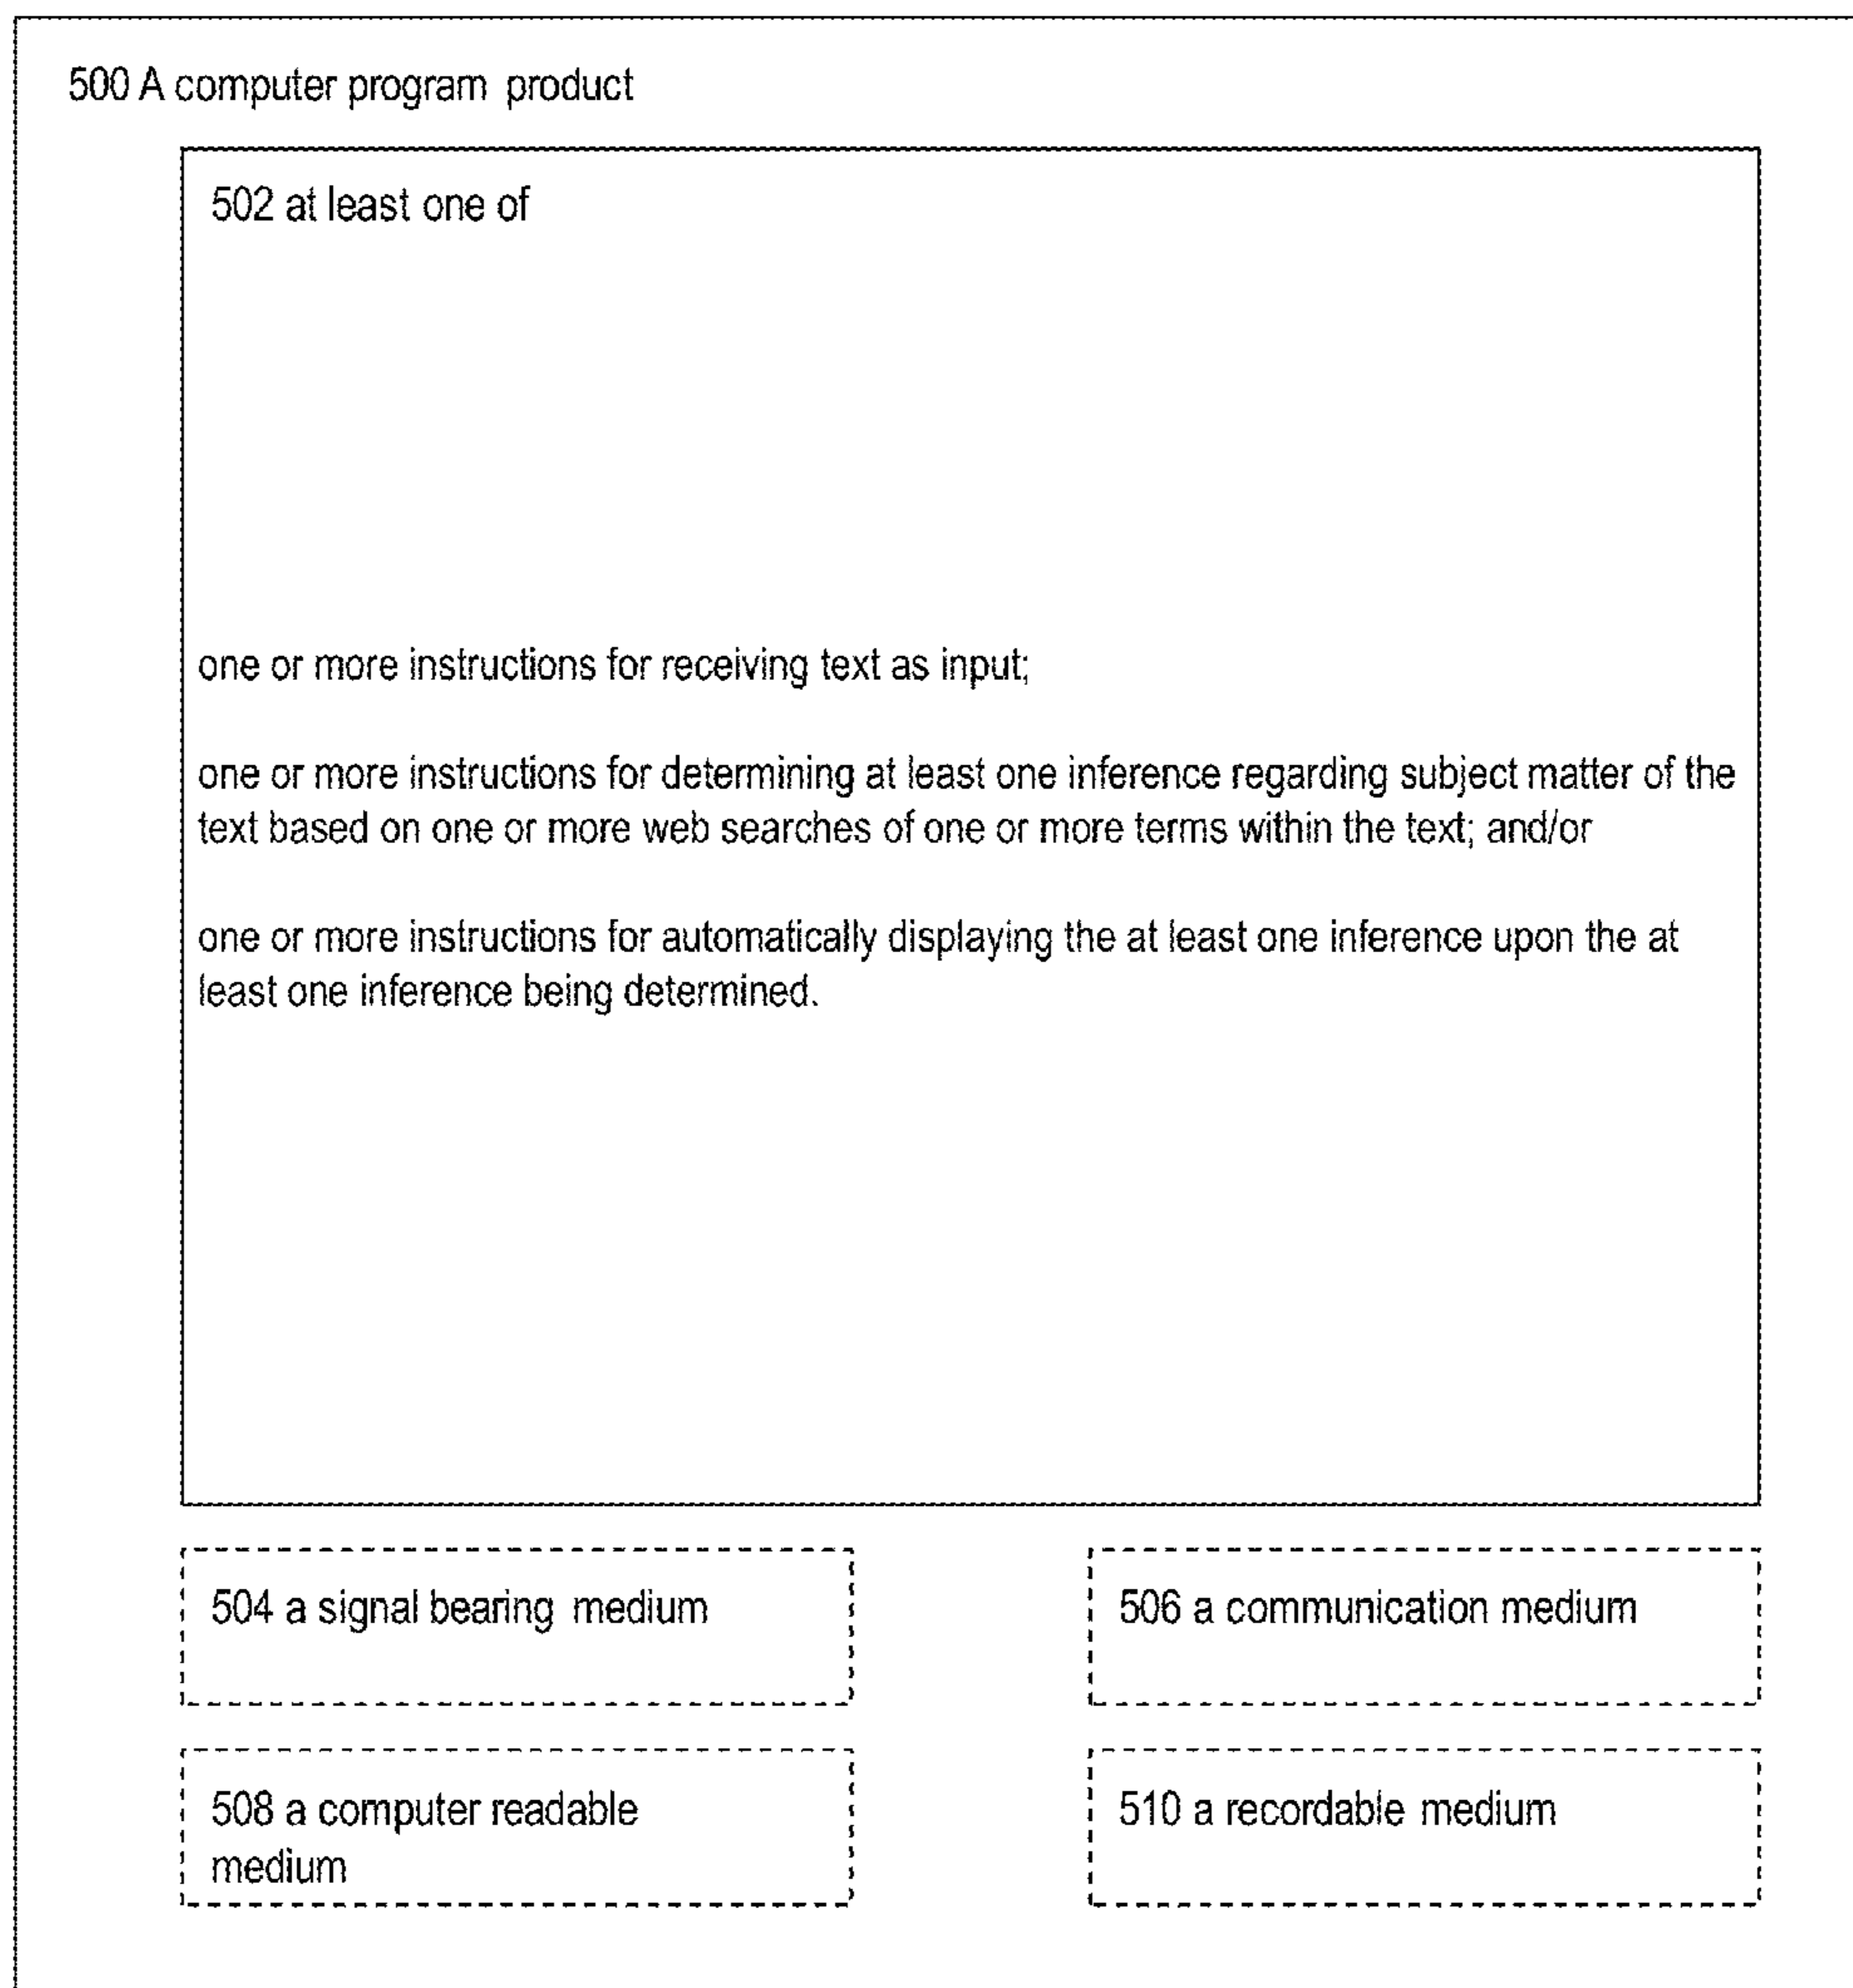 500 A computer program product
502 at least one of
one or more instructions for receiving text as input;
one or more instructions for determining at least one inference regarding subject matter of the
text based on one or more web searches of one or more terms within the text; and/or
one or more instructions for automatically displaying the at least one inference upon the at
least one inference being determined.
504 a signal bearing medium
506 a communication medium
508 a computer readable
medium
510 a recordable medium